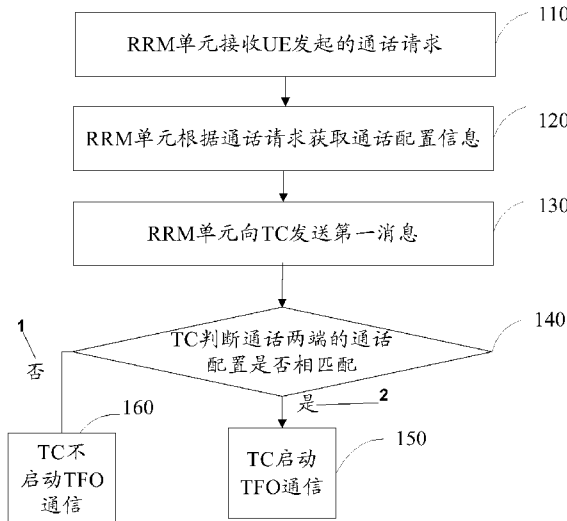 110
RRM单元接收UE发起的通话请求
120
RRM单元根据通话请求获取通话配置信息
130
RRM单元向TC发送第一消息
140
TC判断通话两端的通话
配置是否相匹配
1
否
2
是
160
TC不
启动TFO
通信
150
TC启动
TFO通信